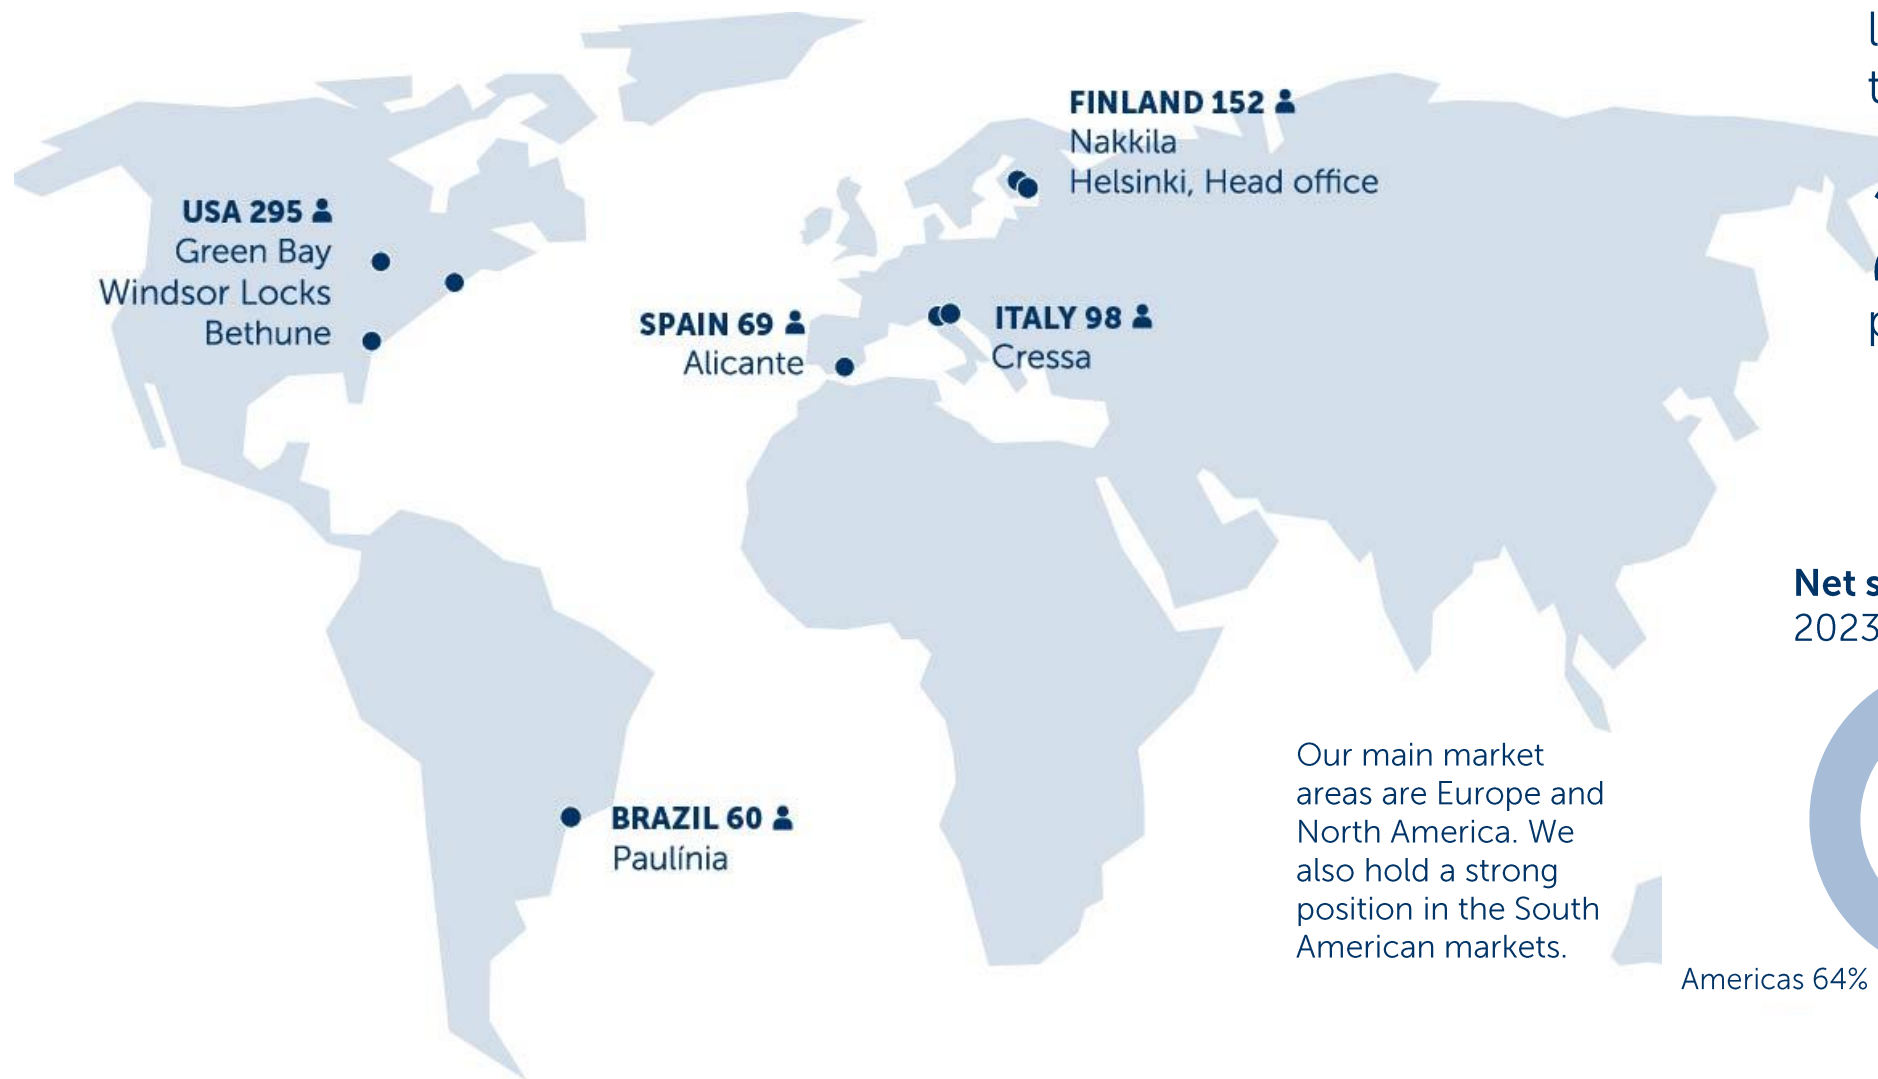 FINLAND 152
Nakkila
Helsinki, Head office
USA 295
Green Bay
Windsor Locks
Bethune
SPAIN 69
Alicante
ITALY 98
Cressa
BRAZIL 60
Paulínia
Our main market
areas are Europe and
North America. We
also hold a strong
position in the South
American markets.
Net s
2023
Americas 64%